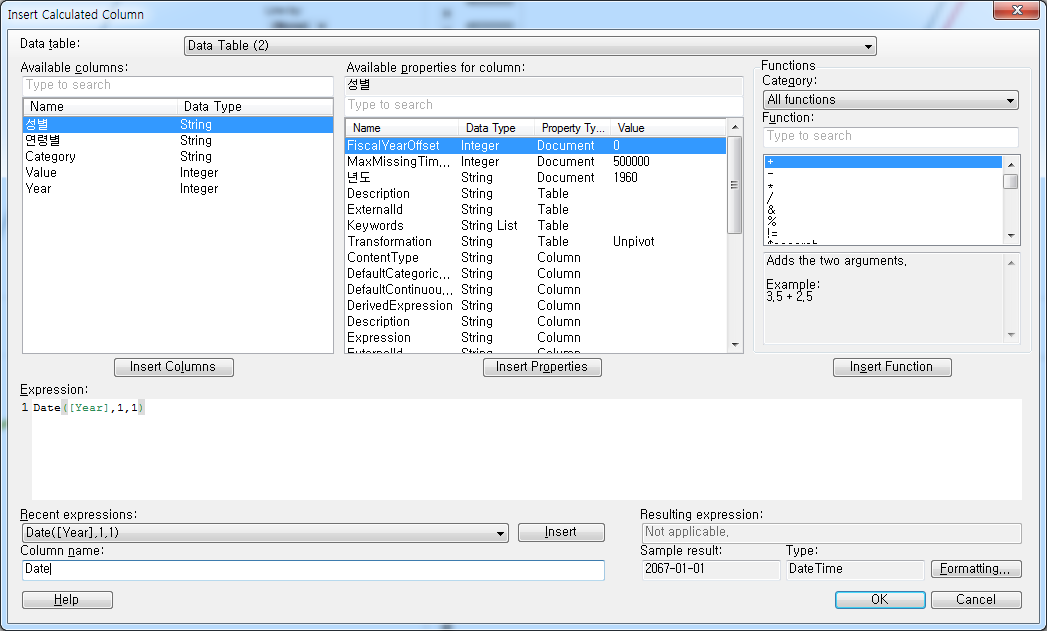 Insert Calculated Column
Data table:
Data Table (2)
Available columns:
Type to search
Name Data Type
성별 String
연령별 String
Category String
Value Integer
Year Integer
Insert Columns
Available properties for column:
성별
Type to search
Name Data Type Property Ty... Value
FiscalYearOffset Integer Document 0
MaxMissingTim... Integer Document 500000
년도 String Document 1960
Description String Table
ExternalId String Table
Keywords String List Table
Transformation String Table Unpivot
ContentType String Column
DefaultCategoric... String Column
DefaultContinuou... String Column
DerivedExpression String Column
Description String Column
Expression String Column
ExternalId String Column
Insert Properties
Functions
Category:
All functions
Function:
Type to search
+
-
*
/
&
%
!=
Adds the two arguments.
Example:
3.5 + 2.5
Insert Function
Expression:
1 Date([Year],1,1)
Recent expressions:
Date([Year],1,1)
Insert
Column name:
Date
Resulting expression:
Not applicable.
Sample result:
2067-01-01
Type:
DateTime
Formatting...
Help
OK
Cancel